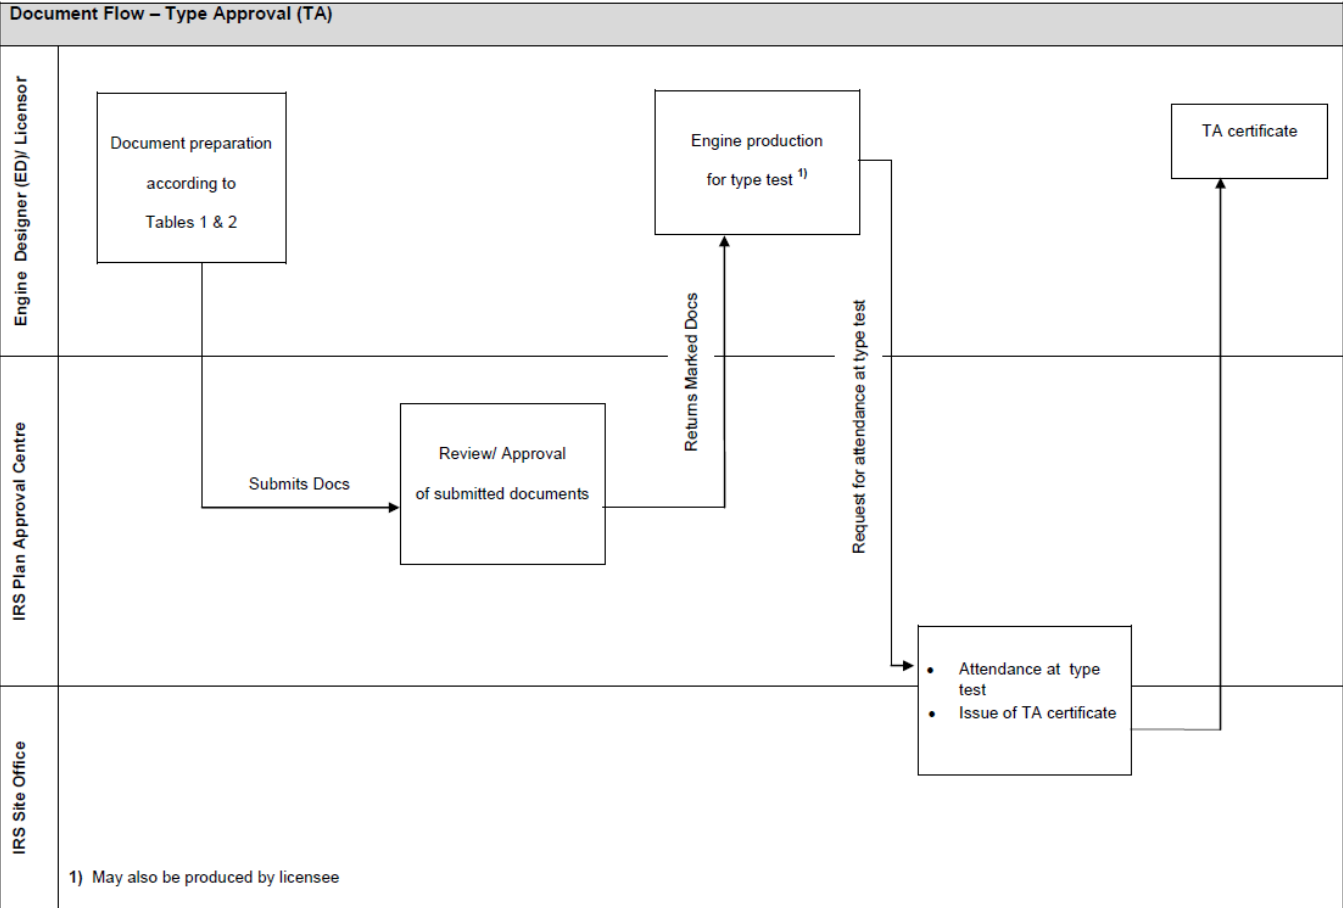 Document Flow – Type Approval (TA)
Engine Designer (ED)/ Licensor
Document preparation
according to
Tables 1 & 2
Engine production
for type test 1)
TA certificate
Returns Marked Docs
Request for attendance at type test
IRS Plan Approval Centre
Submits Docs
Review/ Approval
of submitted documents
• Attendance at type
test
• Issue of TA certificate
IRS Site Office
1) May also be produced by licensee